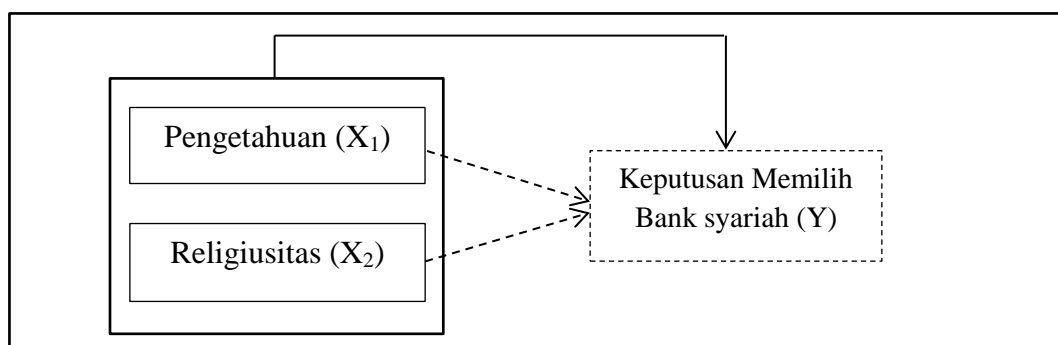 Pengetahuan (X₁)
Religiusitas (X₂)
Keputusan Memilih
Bank syariah (Y)